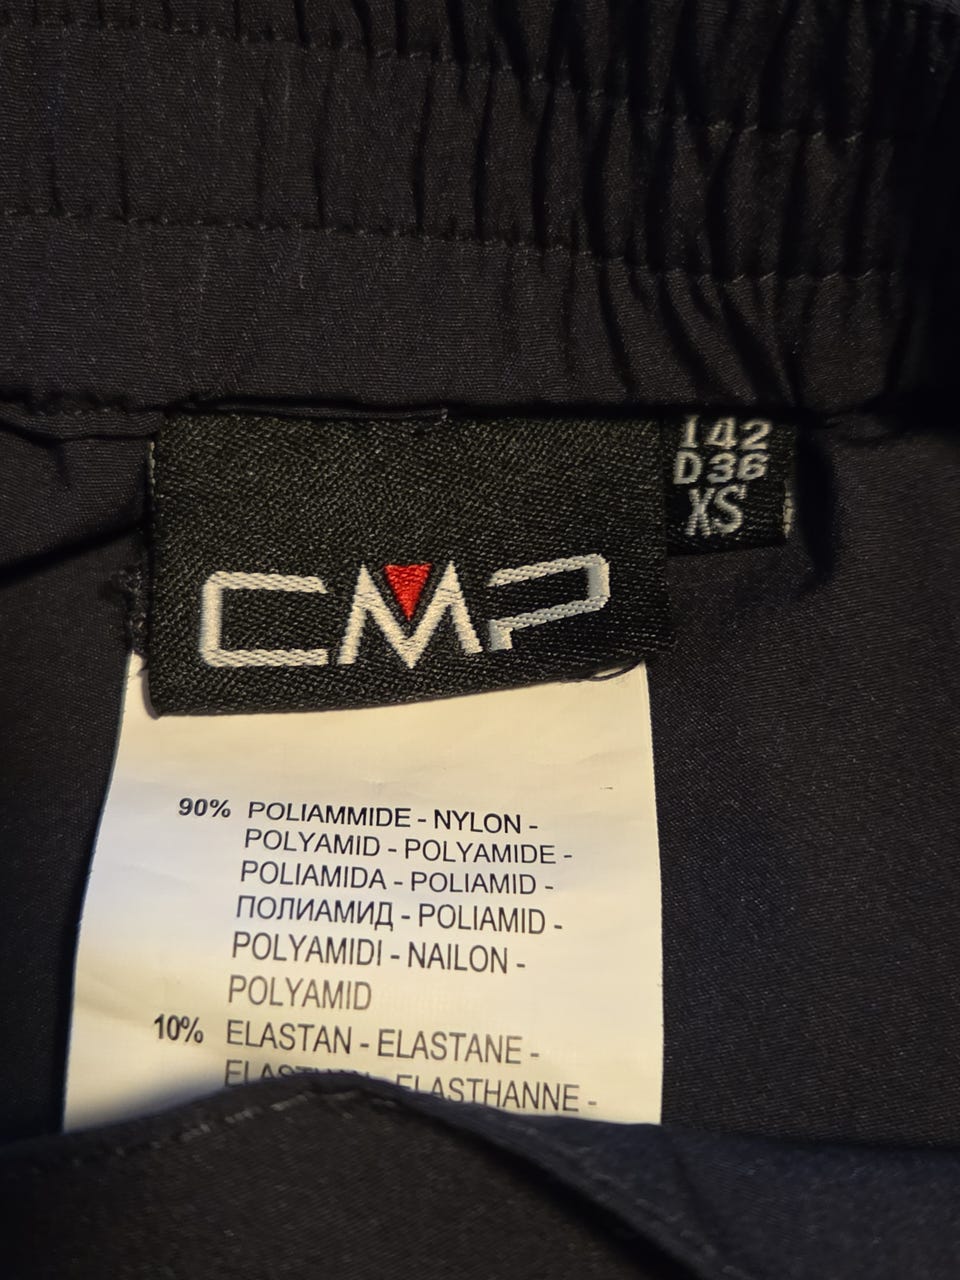 I 42
D 36
XS
CMP
90% POLIAMMIDE - NYLON -
POLYAMID - POLYAMIDE -
POLIAMIDA - POLIAMID -
ПОЛИАМИД - POLIAMID -
POLYAMIDI - NAILON -
POLYAMID
10% ELASTAN - ELASTANE -
- ELASTHANNE -